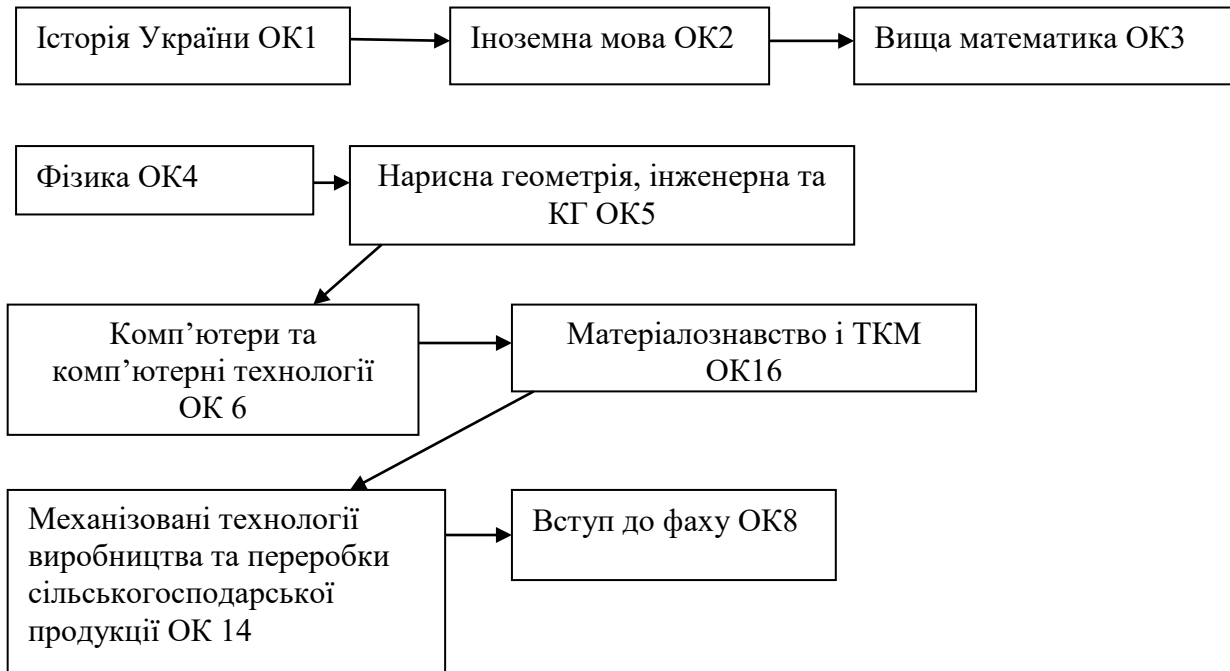 Історія України ОК1
Іноземна мова ОК2
Вища математика ОК3
Фізика ОК4
Нарисна геометрія, інженерна та
КГ ОК5
Комп’ютери та
комп’ютерні технології
ОК 6
Матеріалознавство і ТКМ
ОК16
Механізовані технології
виробництва та переробки
сільськогосподарської
продукції ОК 14
Вступ до фаху ОК8